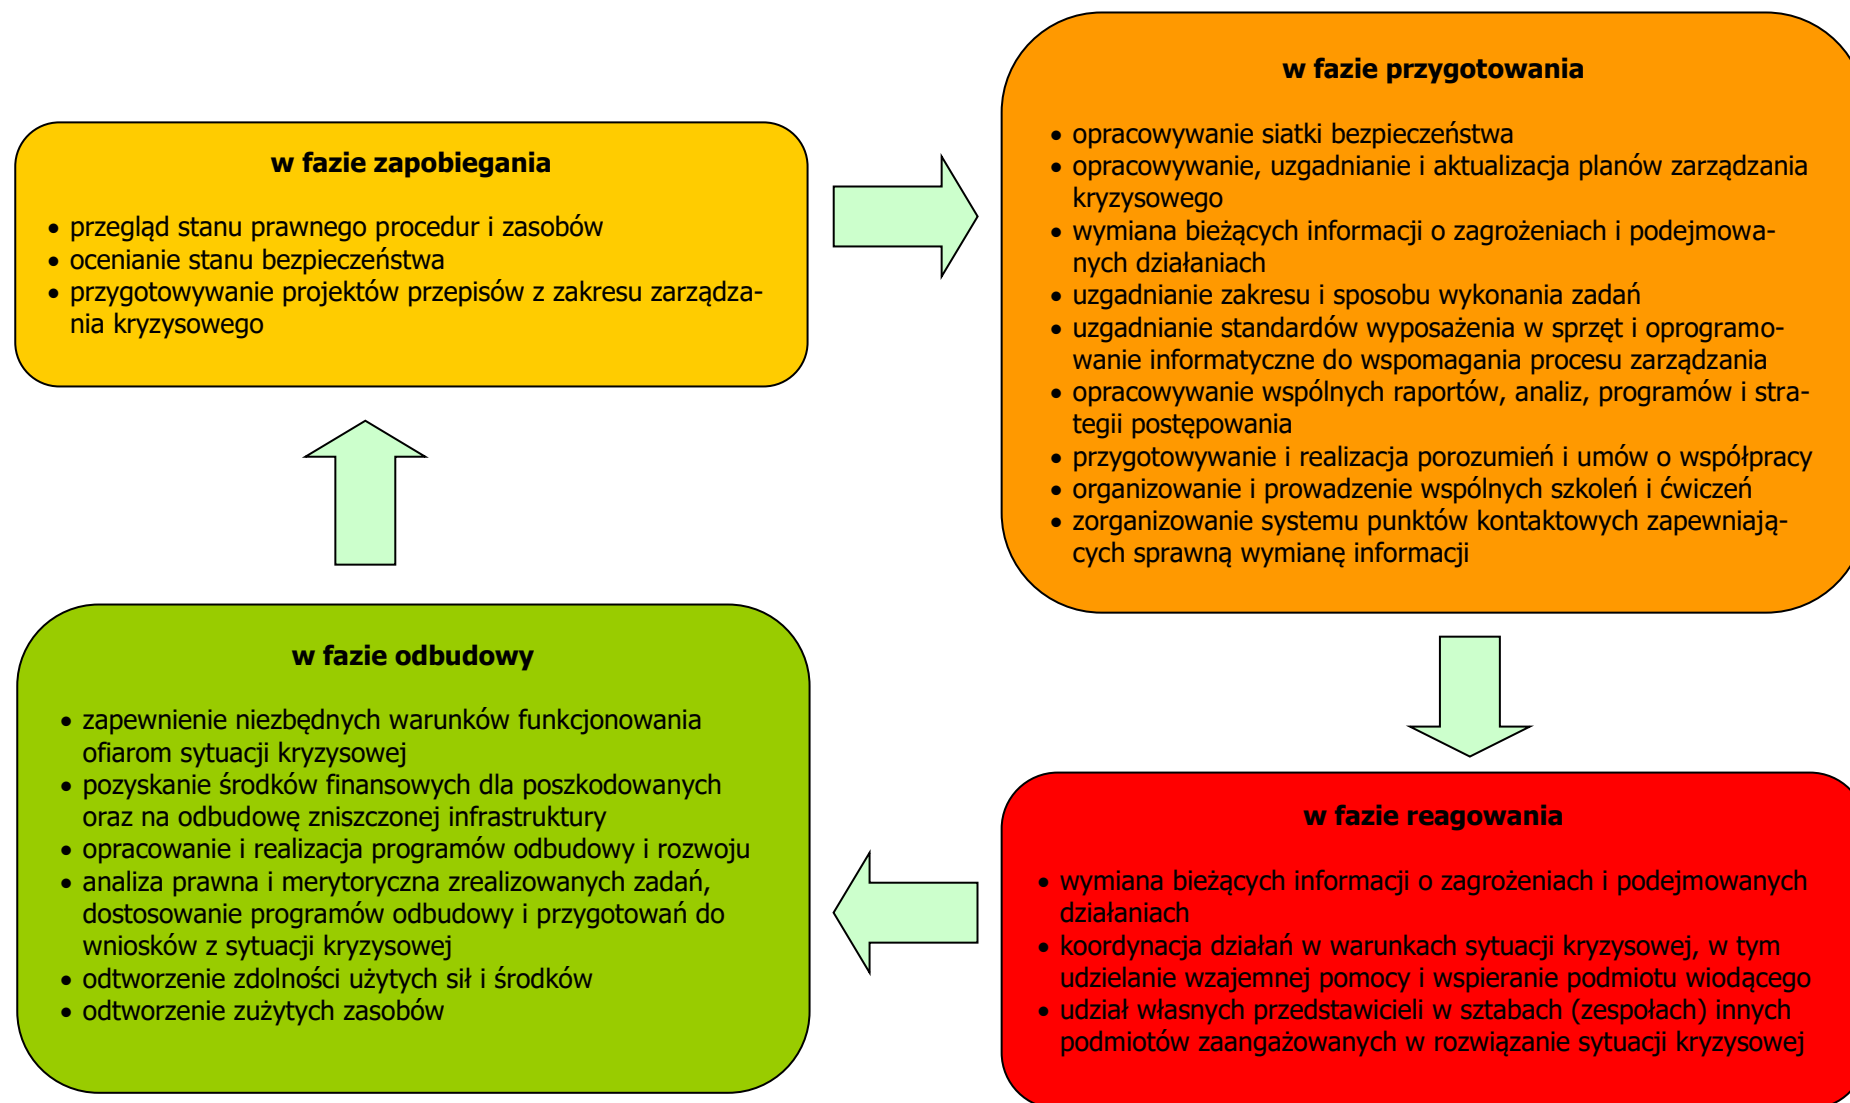 w fazie zapobiegania
• przegląd stanu prawnego procedur i zasobów
• ocenianie stanu bezpieczeństwa
• przygotowywanie projektów przepisów z zakresu zarządza-
nia kryzysowego
w fazie przygotowania
• opracowywanie siatki bezpieczeństwa
• opracowywanie, uzgadnianie i aktualizacja planów zarządzania
kryzysowego
• wymiana bieżących informacji o zagrożeniach i podejmowa-
nych działaniach
• uzgadnianie zakresu i sposobu wykonania zadań
• uzgadnianie standardów wyposażenia w sprzęt i oprogramo-
wanie informatyczne do wspomagania procesu zarządzania
• opracowywanie wspólnych raportów, analiz, programów i stra-
tegii postępowania
• przygotowywanie i realizacja porozumień i umów o współpracy
• organizowanie i prowadzenie wspólnych szkoleń i ćwiczeń
• zorganizowanie systemu punktów kontaktowych zapewniają-
cych sprawną wymianę informacji
w fazie reagowania
• wymiana bieżących informacji o zagrożeniach i podejmowanych
działaniach
• koordynacja działań w warunkach sytuacji kryzysowej, w tym
udzielanie wzajemnej pomocy i wspieranie podmiotu wiodącego
• udział własnych przedstawicieli w sztabach (zespołach) innych
podmiotów zaangażowanych w rozwiązanie sytuacji kryzysowej
w fazie odbudowy
• zapewnienie niezbędnych warunków funkcjonowania
ofiarom sytuacji kryzysowej
• pozyskanie środków finansowych dla poszkodowanych
oraz na odbudowę zniszczonej infrastruktury
• opracowanie i realizacja programów odbudowy i rozwoju
• analiza prawna i merytoryczna zrealizowanych zadań,
dostosowanie programów odbudowy i przygotowań do
wniosków z sytuacji kryzysowej
• odtworzenie zdolności użytych sił i środków
• odtworzenie zużytych zasobów